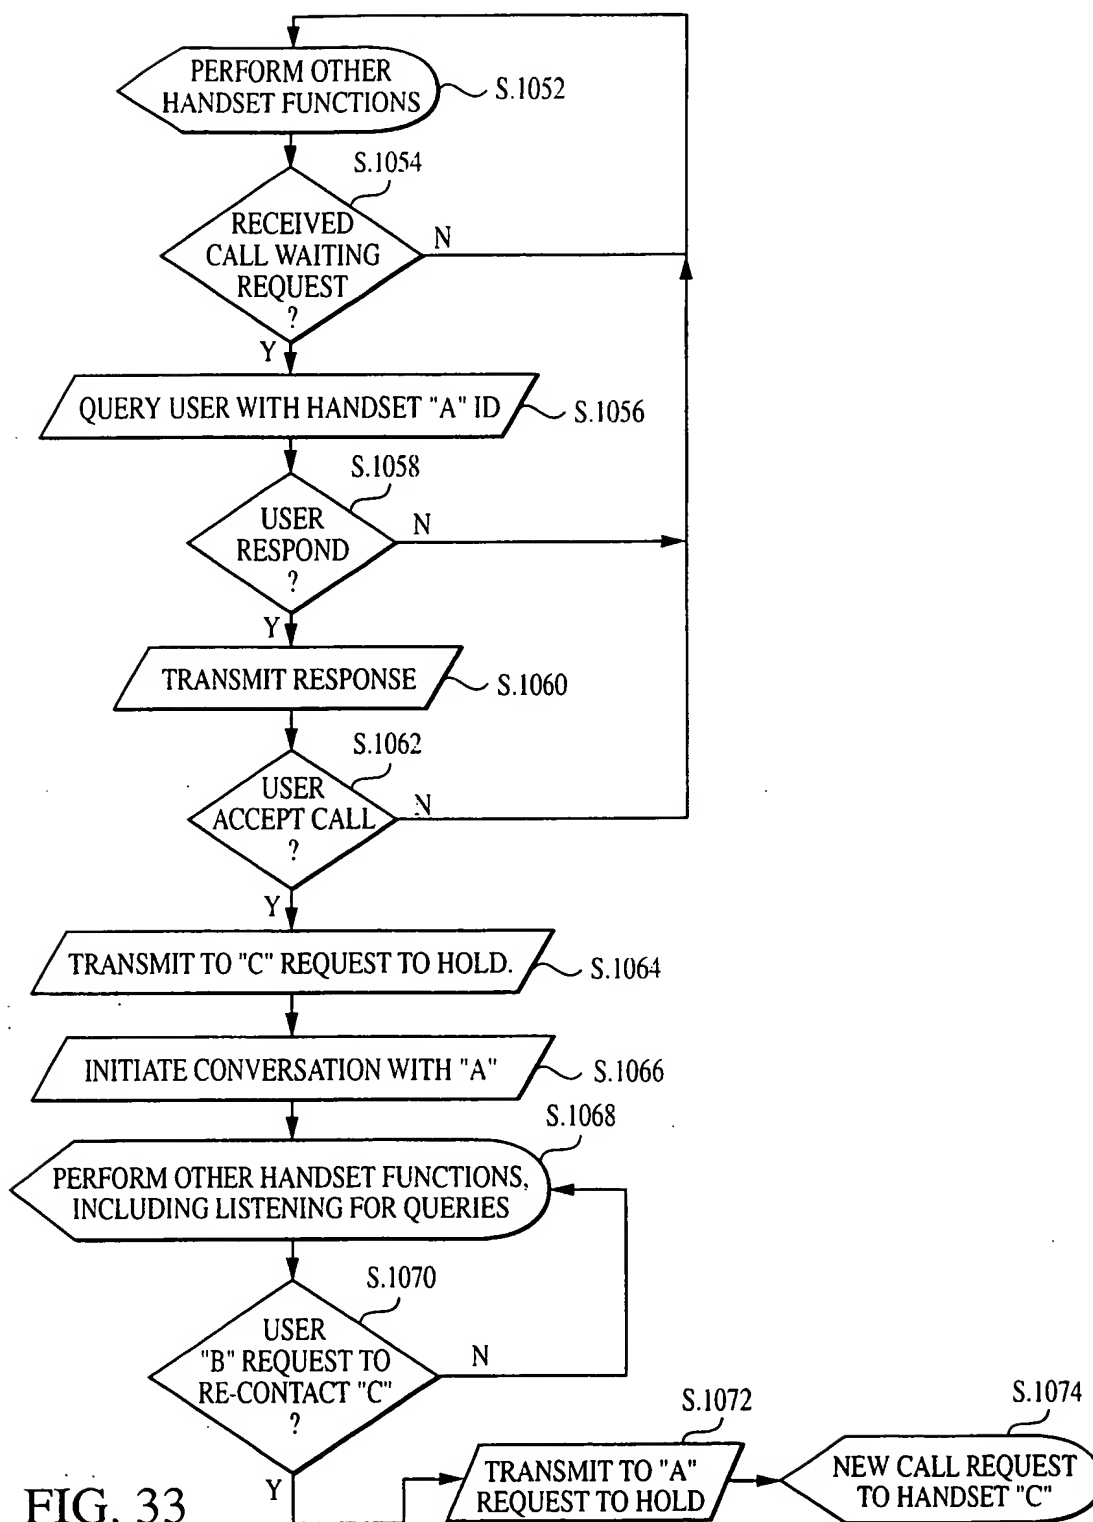 PERFORM OTHER
HANDSET FUNCTIONS
S.1052
S.1054
RECEIVED
CALL WAITING
REQUEST
?
N
Y
QUERY USER WITH HANDSET "A" ID
S.1056
S.1058
USER
RESPOND
?
N
Y
TRANSMIT RESPONSE
S.1060
S.1062
USER
ACCEPT CALL
?
N
Y
TRANSMIT TO "C" REQUEST TO HOLD.
S.1064
INITIATE CONVERSATION WITH "A"
S.1066
S.1068
PERFORM OTHER HANDSET FUNCTIONS,
INCLUDING LISTENING FOR QUERIES
S.1070
USER
"B" REQUEST TO
RE-CONTACT "C"
?
N
Y
S.1072
TRANSMIT TO "A"
REQUEST TO HOLD
S.1074
NEW CALL REQUEST
TO HANDSET "C"
FIG. 33